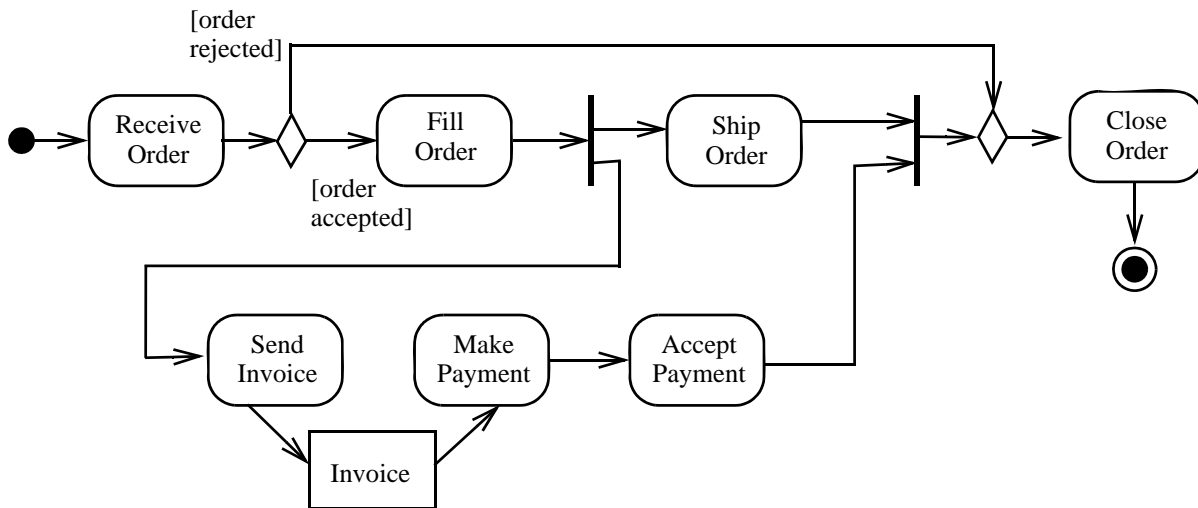 [order
rejected]
Receive
Order
Fill
Order
Ship
Order
Close
Order
[order
accepted]
Send
Invoice
Make
Payment
Accept
Payment
Invoice